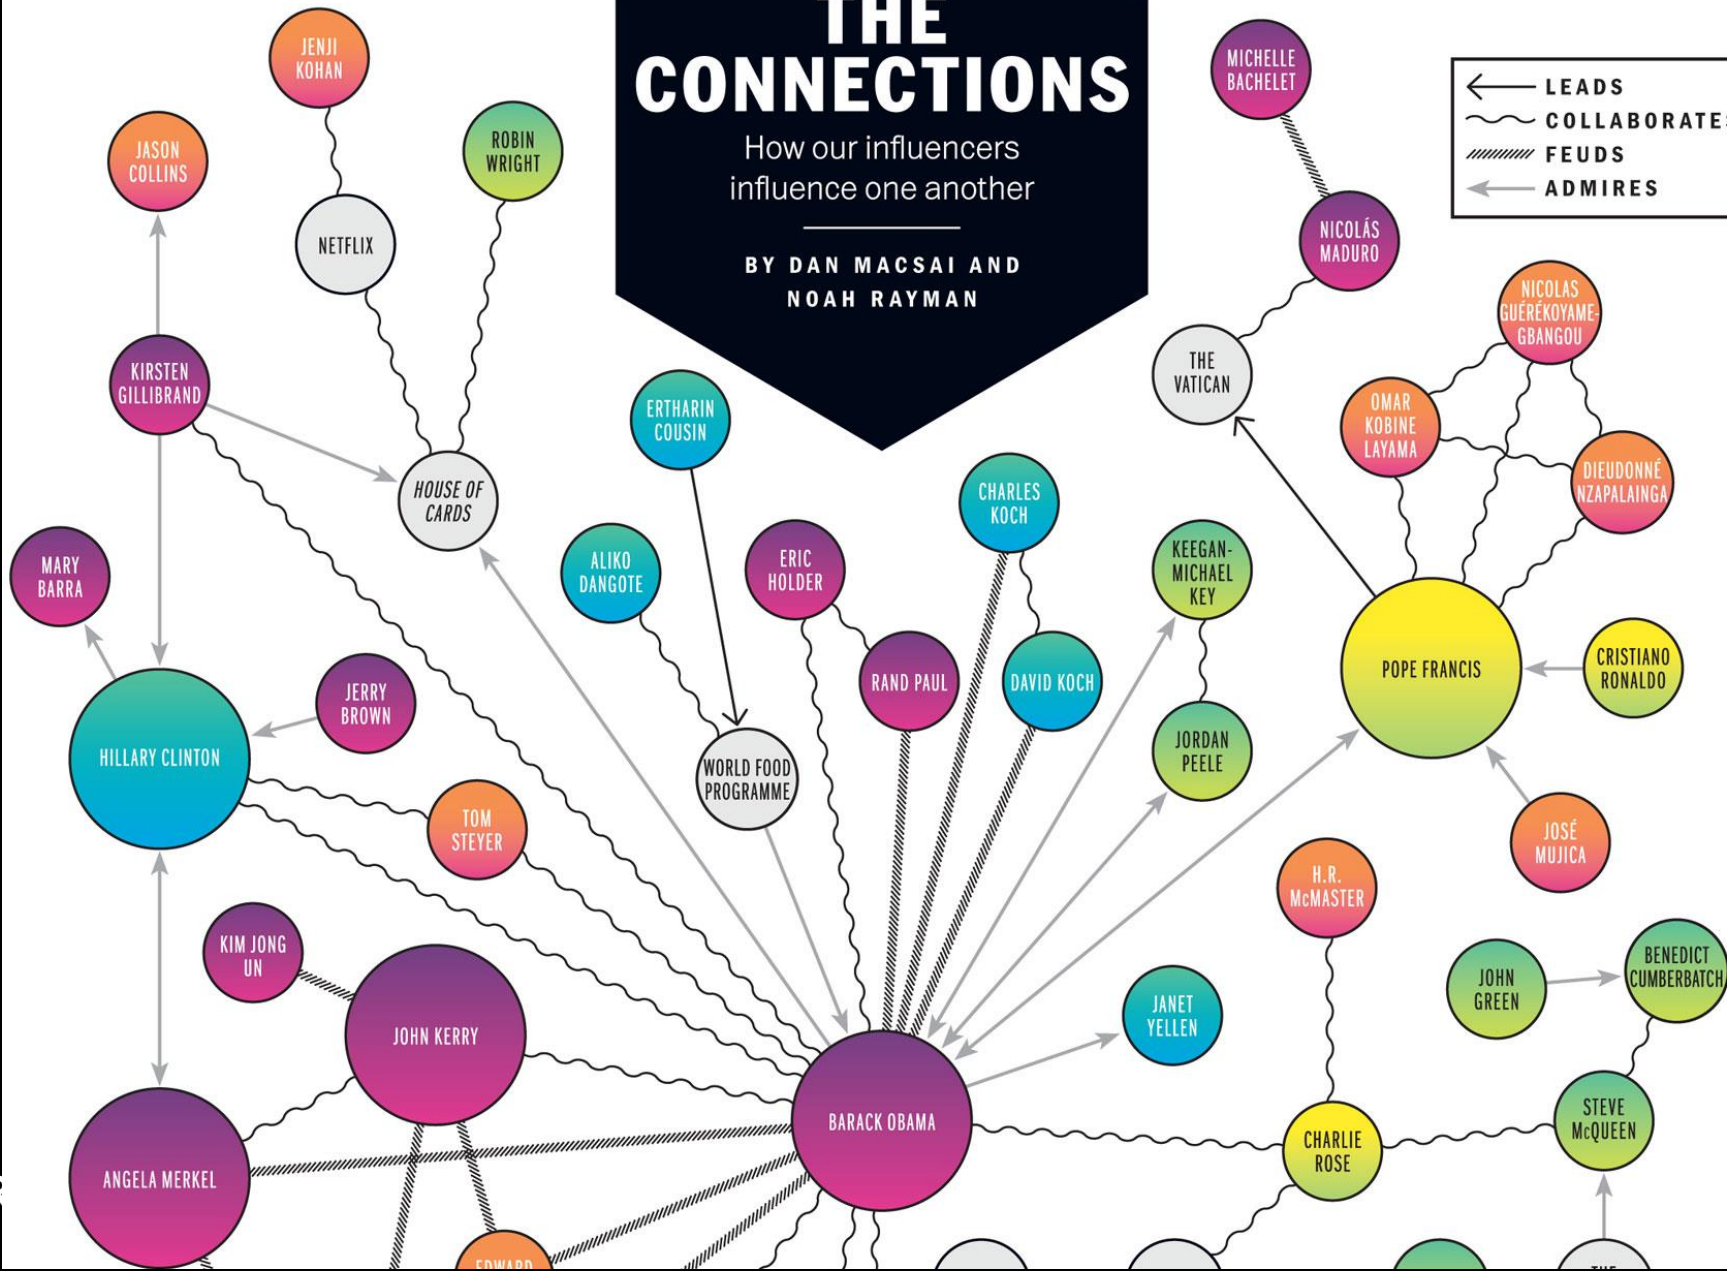 THE
CONNECTIONS
How our influencers
influence one another
BY DAN MACSAI AND
NOAH RAYMAN
LEADS
COLLABORATES
FEUDS
ADMIRES
JENJI
KOHAN
MICHELLE
BACHELET
JASON
COLLINS
ROBIN
WRIGHT
NETFLIX
NICOLÁS
MADURO
NICOLAS
GUÉRÉKOYAME-
GBANGOU
KIRSTEN
GILLIBRAND
THE
VATICAN
ERTHARIN
COUSIN
OMAR
KOBINE
LAYAMA
DIEUDONNÉ
NZAPALAINGA
HOUSE OF
CARDS
CHARLES
KOCH
MARY
BARRA
ALIKO
DANGOTE
ERIC
HOLDER
KEEGAN-
MICHAEL
KEY
RAND PAUL
DAVID KOCH
POPE FRANCIS
CRISTIANO
RONALDO
JERRY
BROWN
HILLARY CLINTON
WORLD FOOD
PROGRAMME
JORDAN
PEELE
TOM
STEYER
JOSÉ
MUJICA
H.R.
McMASTER
KIM JONG
UN
JOHN
GREEN
BENEDICT
CUMBERBATCH
JOHN KERRY
JANET
YELLEN
BARACK OBAMA
STEVE
McQUEEN
CHARLIE
ROSE
ANGELA MERKEL
EDWARD
THE